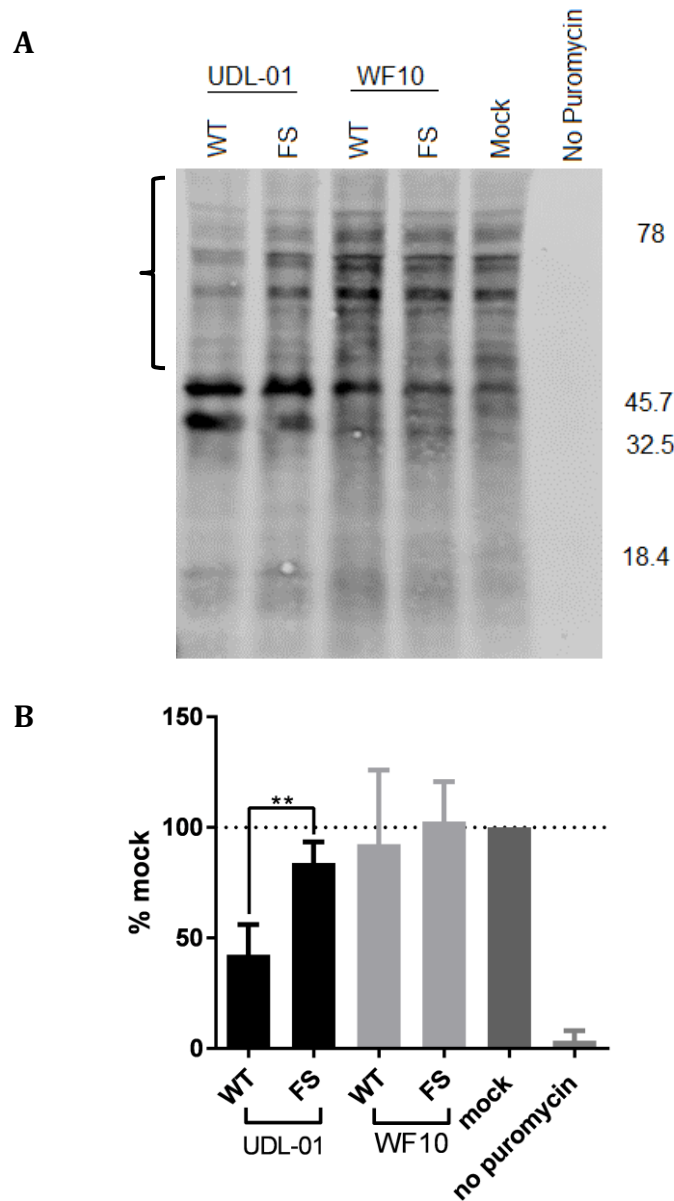 A
UDL-01 WF10
WT FS WT FS Mock No Puromycin
78
45.7
32.5
18.4
B
150
100
50
0
% mock
**
WT FS WT FS mock no puromycin
UDL-01 WF10